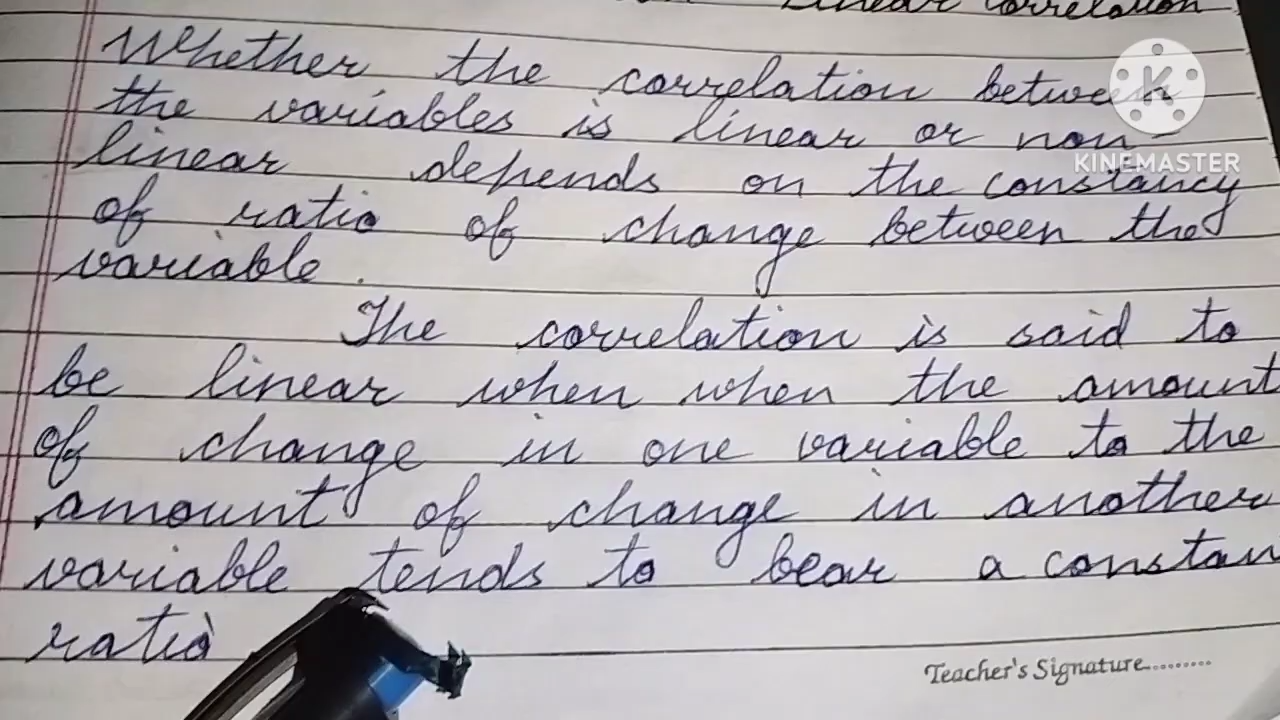 Linear Correlation
Whether the correlation between
the variables is linear or non-
linear depends on the constancy
of ratio of change between the
variable.
The correlation is said to
be linear when when the amount
of change in one variable to the
amount of change in another
variable tends to bear a constan
ratio
Teacher's Signature.........
K
KINEMASTER